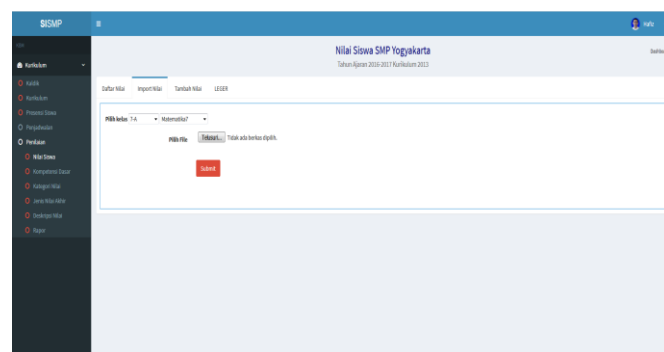 SISMP
Hafiz
Nilai Siswa SMP Yogyakarta
Tahun Ajaran 2016-2017 Kurikulum 2013
Kurikulum
Kaldik
Kurikulum
Presensi Siswa
Penjadwalan
Penilaian
Nilai Siswa
Kompetensi Dasar
Kategori Nilai
Jenis Nilai Akhir
Deskripsi Nilai
Rapor
Daftar Nilai Import Nilai Tambah Nilai LEGER
Pilih kelas 7-A Matematika7
Pilih File Telusuri... Tidak ada berkas dipilih.
Submit